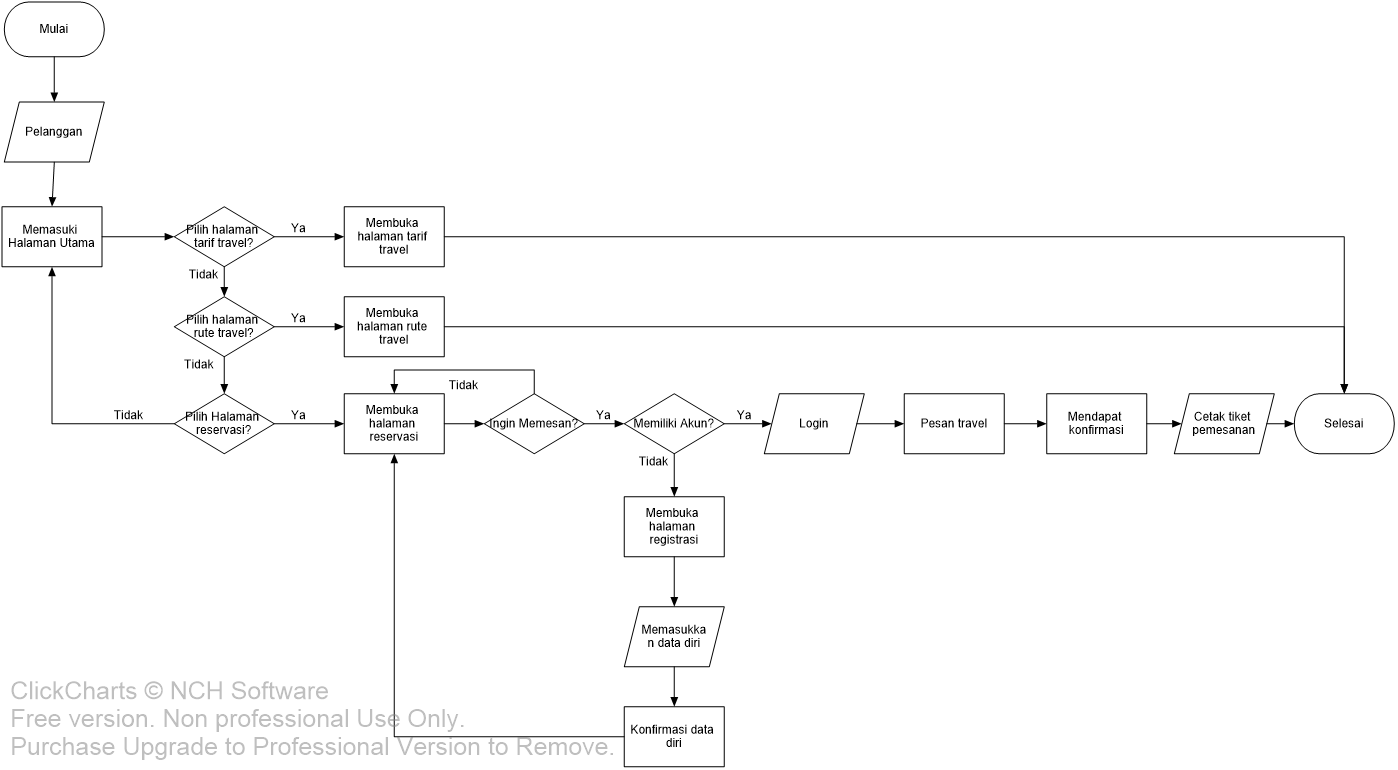 Mulai
Pelanggan
Memasuki
Halaman Utama
Pilih halaman
tarif travel?
Ya
Membuka
halaman tarif
travel
Tidak
Pilih halaman
rute travel?
Ya
Membuka
halaman rute
travel
Tidak
Tidak
Pilih Halaman
reservasi?
Ya
Membuka
halaman
reservasi
Tidak
Ingin Memesan?
Ya
Memiliki Akun?
Ya
Login
Pesan travel
Mendapat
konfirmasi
Cetak tiket
pemesanan
Selesai
Tidak
Membuka
halaman
registrasi
Memasukka
n data diri
Konfirmasi data
diri
ClickCharts © NCH Software
Free version. Non professional Use Only.
Purchase Upgrade to Professional Version to Remove.